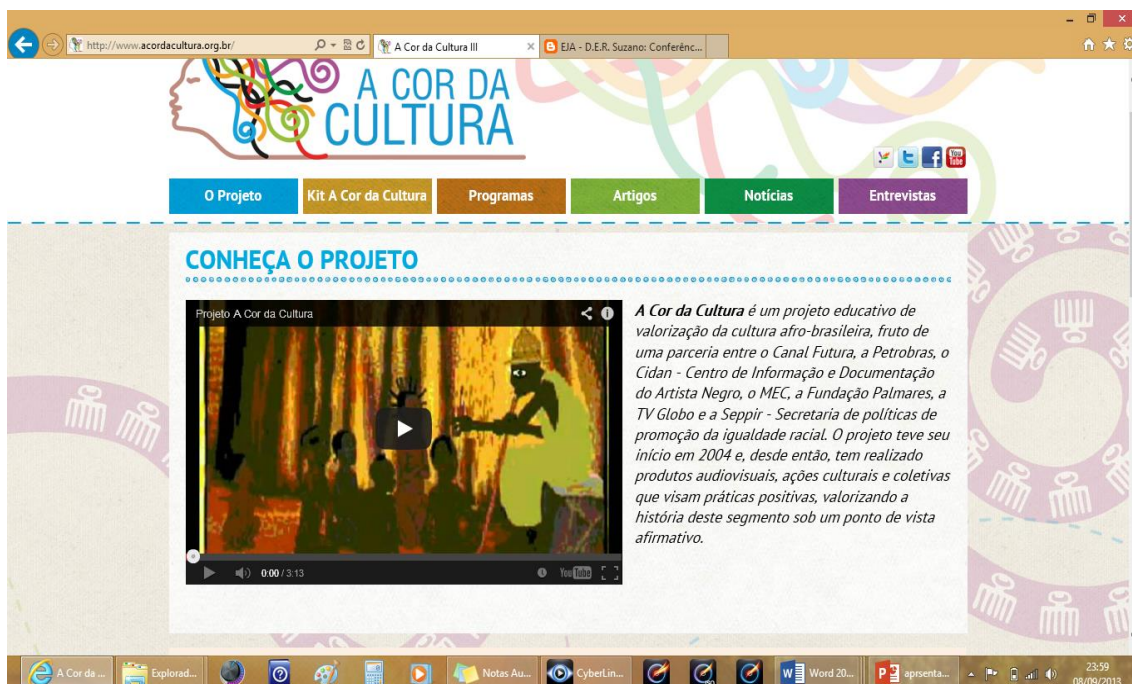 http://www.acordacultura.org.br/
A Cor da Cultura III
EJA - D.E.R. Suzano: Conferênc...
A COR DA
CULTURA
You
Tube
O Projeto
Kit A Cor da Cultura
Programas
Artigos
Notícias
Entrevistas
CONHEÇA O PROJETO
Projeto A Cor da Cultura
0:00 / 3:13
YouTube
A Cor da Cultura é um projeto educativo de
valorização da cultura afro-brasileira, fruto de
uma parceria entre o Canal Futura, a Petrobras, o
Cidan - Centro de Informação e Documentação
do Artista Negro, o MEC, a Fundação Palmares, a
TV Globo e a Seppir - Secretaria de políticas de
promoção da igualdade racial. O projeto teve seu
início em 2004 e, desde então, tem realizado
produtos audiovisuais, ações culturais e coletivas
que visam práticas positivas, valorizando a
história deste segmento sob um ponto de vista
afirmativo.
A Cor da ...
Explorad...
Notas Au...
CyberLin...
Word 20...
aprsenta...
23:59
08/09/2013